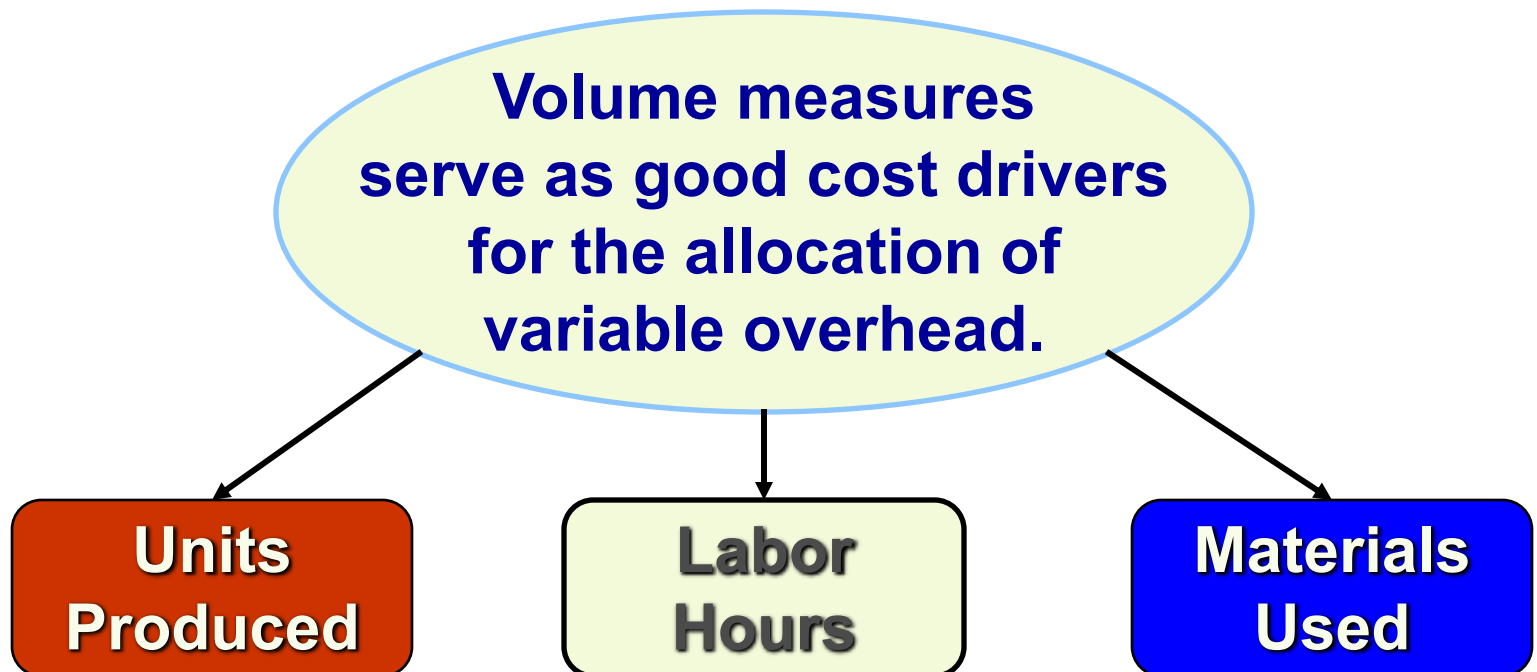 Volume measures
serve as good cost drivers
for the allocation of
variable overhead.
Units
Produced
Labor
Hours
Materials
Used